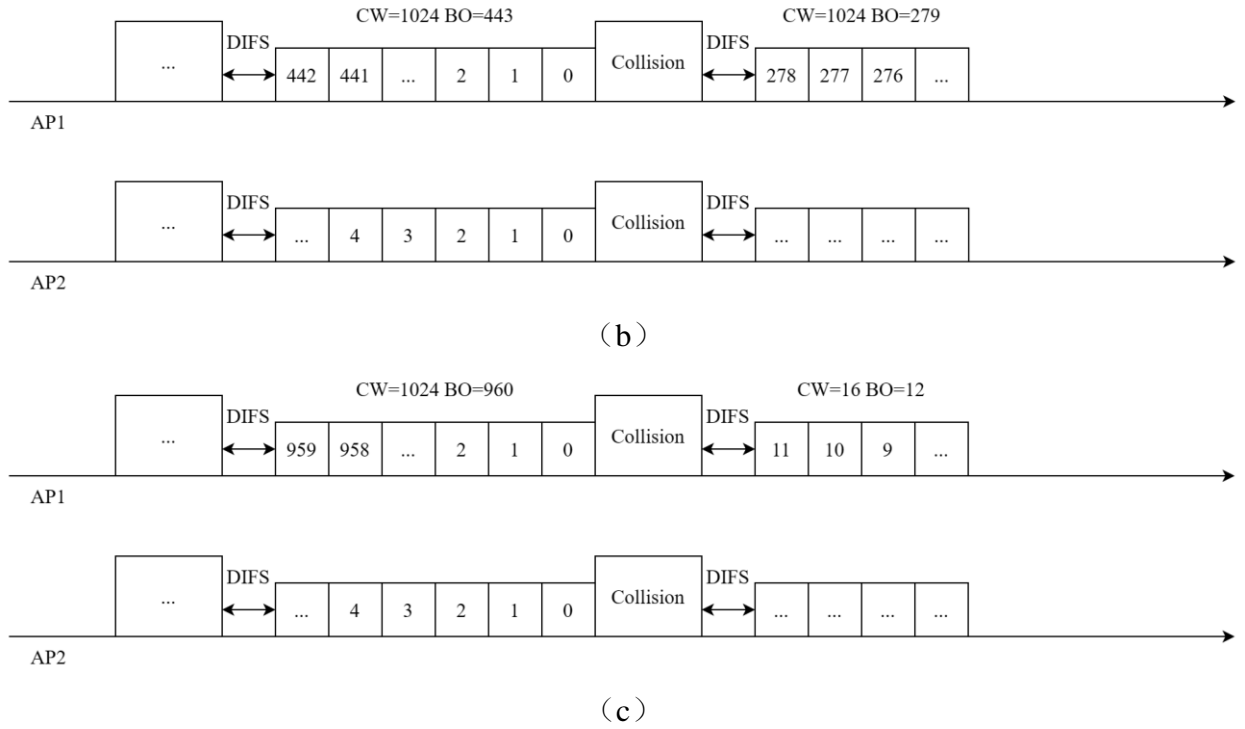 CW=1024 BO=443 CW=1024 BO=279
... DIFS 442 441 ... 2 1 0 Collision DIFS 278 277 276 ...
AP1
... DIFS ... 4 3 2 1 0 Collision DIFS ... ... ... ...
AP2
（b）
CW=1024 BO=960 CW=16 BO=12
... DIFS 959 958 ... 2 1 0 Collision DIFS 11 10 9 ...
AP1
... DIFS ... 4 3 2 1 0 Collision DIFS ... ... ... ...
AP2
（c）